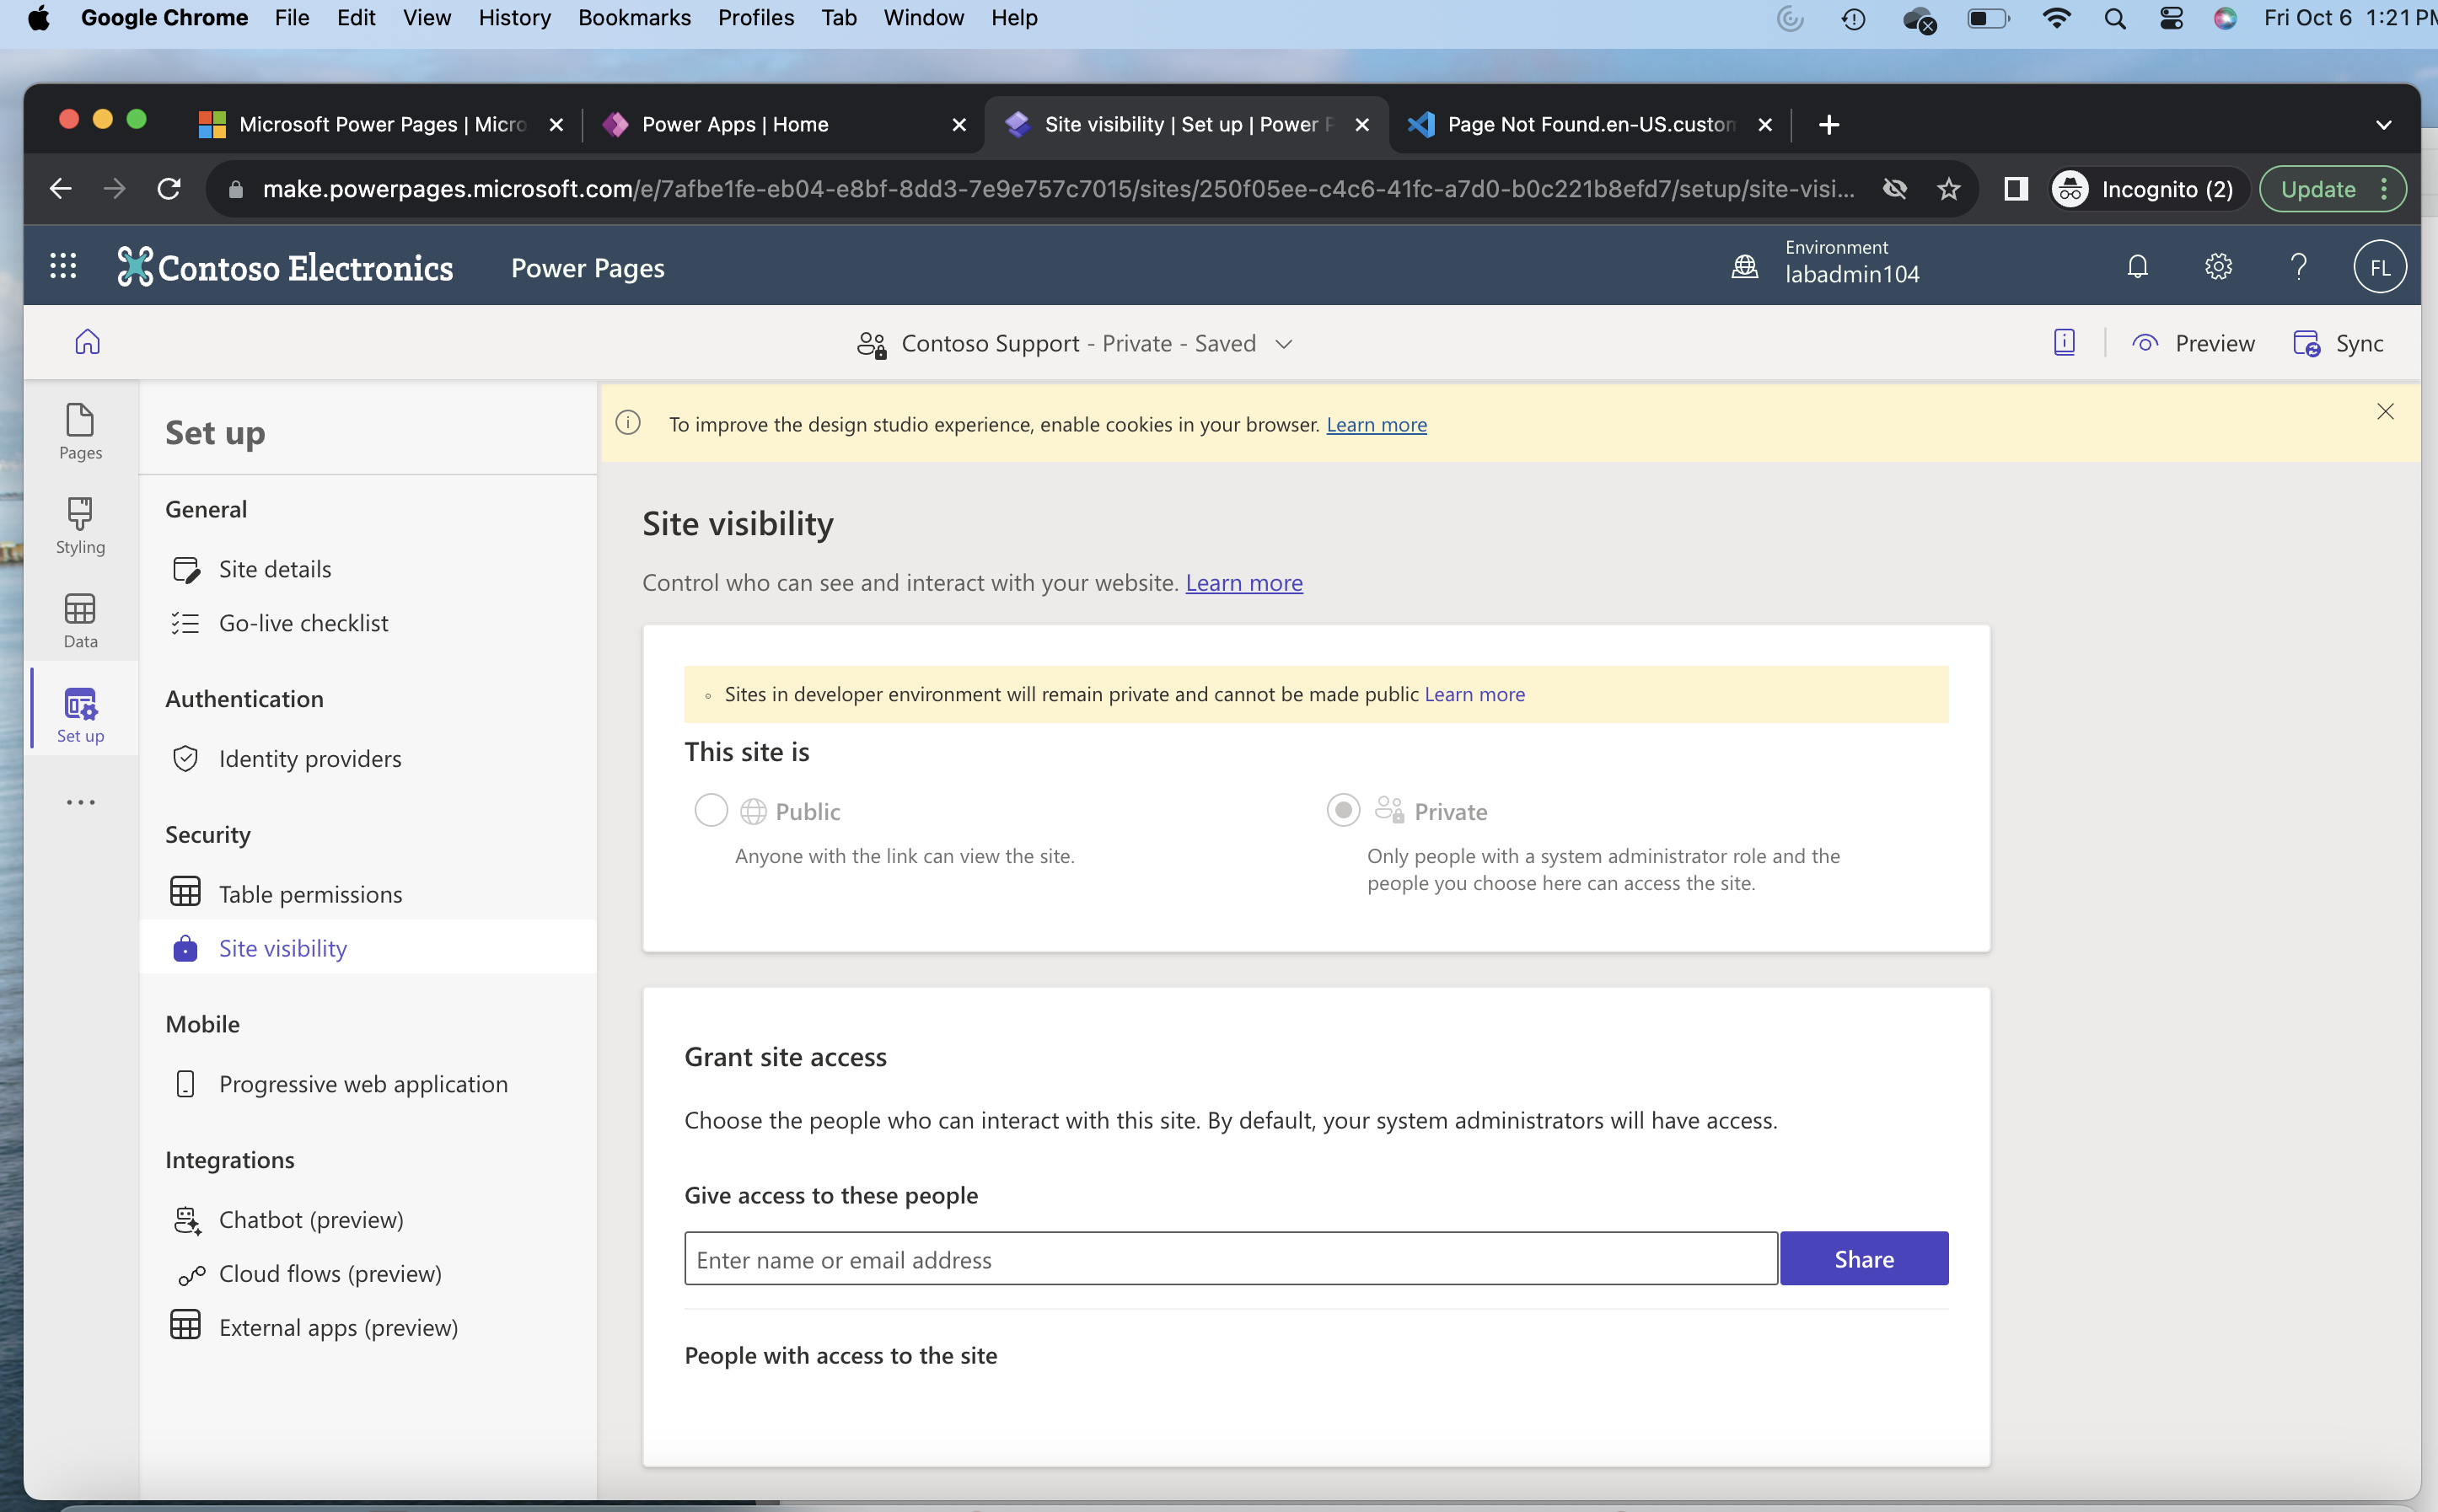 Google Chrome File Edit View History Bookmarks Profiles Tab Window Help Fri Oct 6 1:21 PM
Microsoft Power Pages | Micro
Power Apps | Home
Site visibility | Set up | Power P
Page Not Found.en-US.custom
make.powerpages.microsoft.com/e/7afbe1fe-eb04-e8bf-8dd3-7e9e757c7015/sites/250f05ee-c4c6-41fc-a7d0-b0c221b8efd7/setup/site-visi...
Incognito (2)
Update
Contoso Electronics
Power Pages
Environment
labadmin104
FL
Contoso Support - Private - Saved
Preview
Sync
Pages
Styling
Data
Set up
Set up
General
Site details
Go-live checklist
Authentication
Identity providers
Security
Table permissions
Site visibility
Mobile
Progressive web application
Integrations
Chatbot (preview)
Cloud flows (preview)
External apps (preview)
To improve the design studio experience, enable cookies in your browser. Learn more
Site visibility
Control who can see and interact with your website. Learn more
Sites in developer environment will remain private and cannot be made public Learn more
This site is
Public
Anyone with the link can view the site.
Private
Only people with a system administrator role and the
people you choose here can access the site.
Grant site access
Choose the people who can interact with this site. By default, your system administrators will have access.
Give access to these people
Enter name or email address
Share
People with access to the site